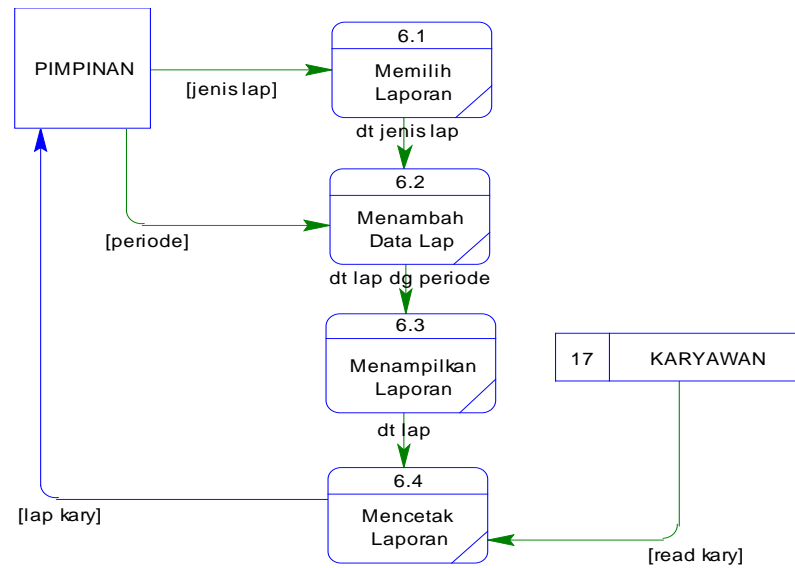 PIMPINAN
[jenis lap]
6.1
Memilih
Laporan
dt jenis lap
6.2
Menambah
Data Lap
[periode]
dt lap dg periode
6.3
Menampilkan
Laporan
17
KARYAWAN
dt lap
6.4
Mencetak
Laporan
[lap kary]
[read kary]